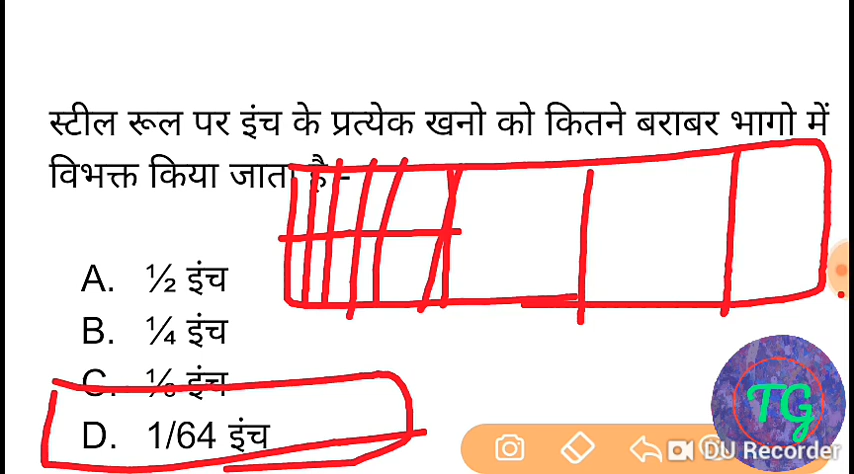 स्टील रूल पर इंच के प्रत्येक खनो को कितने बराबर भागो में
विभक्त किया जाता है-
A. ½ इंच
B. ¼ इंच
C. इंच
D. 1/64 इंच
TG
DU Recorder